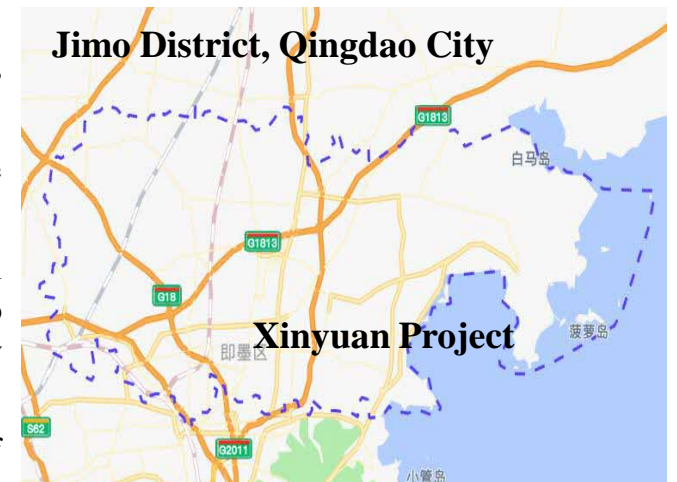 Jimo District, Qingdao City
G1813
白马岛
G1813
G18
Xinyuan Project
即墨区
菠萝岛
S62
G2011
小管岛